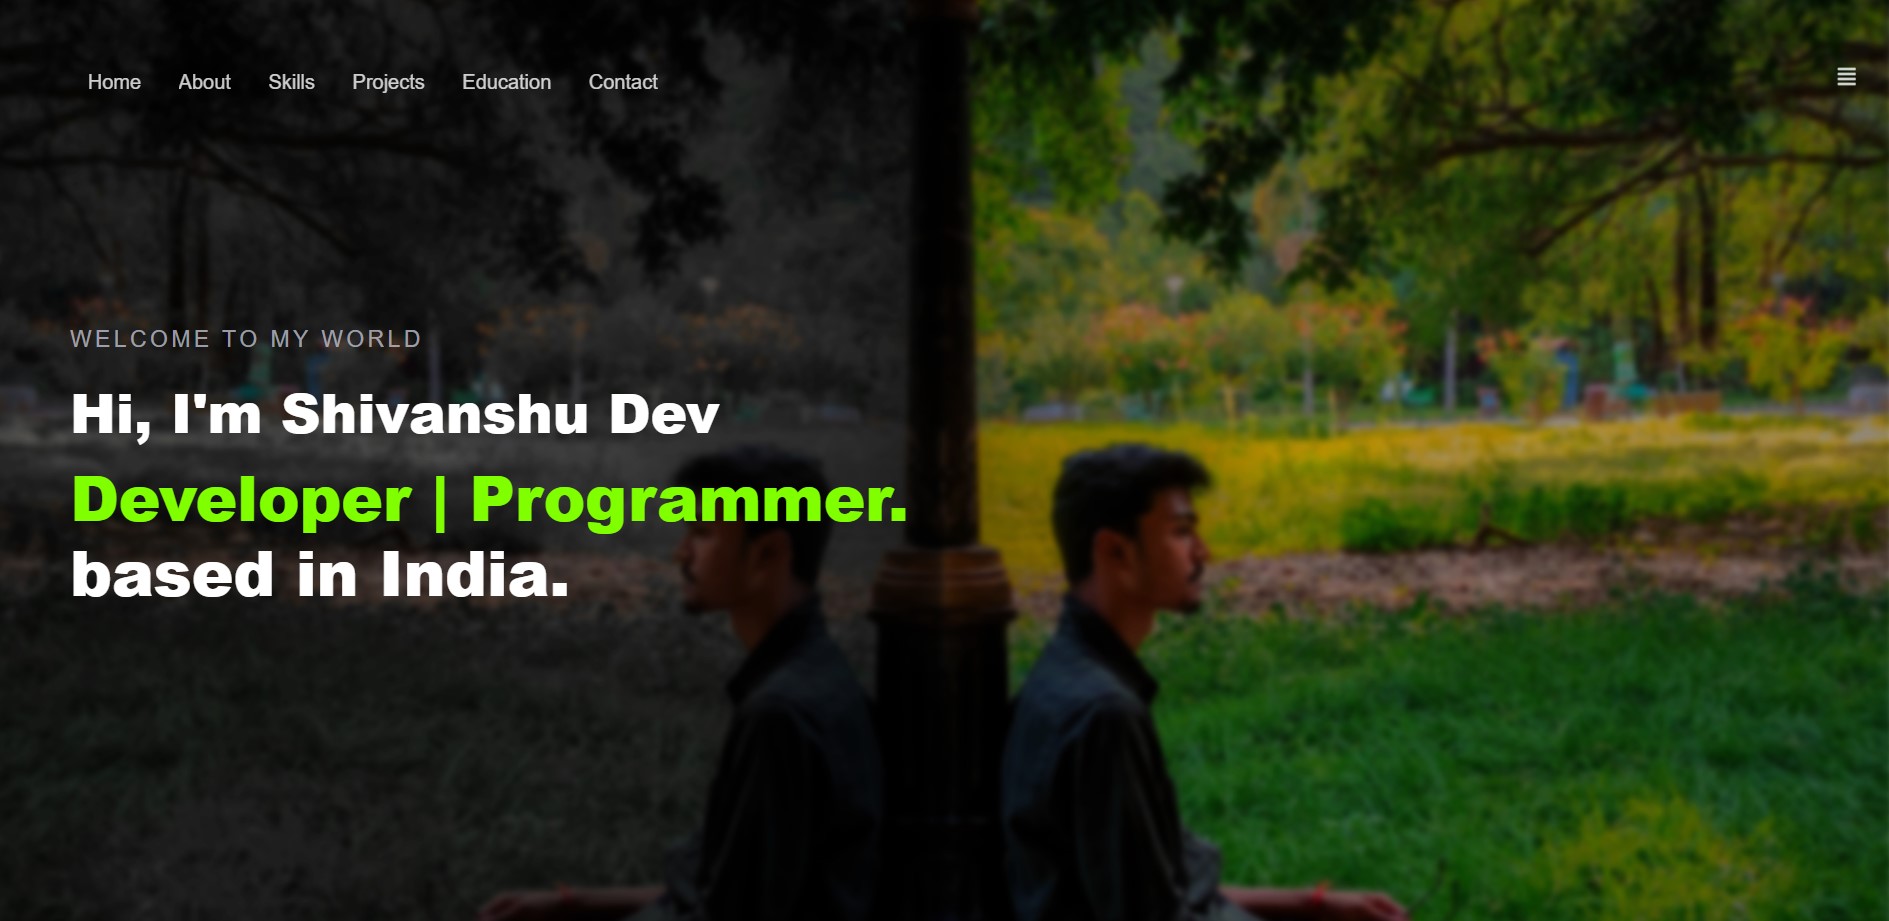 Home About Skills Projects Education Contact
WELCOME TO MY WORLD
Hi, I'm Shivanshu Dev
Developer | Programmer.
based in India.